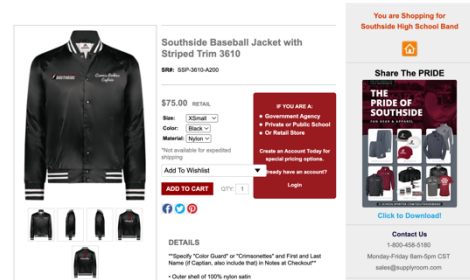 You are Shopping for
Southside High School Band
Southside Baseball Jacket with
Striped Trim 3610
SR#: SSP-3610-A200
$75.00 RETAIL
Size: XSmall
Color: Black
Material: Nylon
*Not available for expedited
shipping
Add To Wishlist
ADD TO CART QTY: 1
IF YOU ARE A:
Government Agency
Private or Public School
Or Retail Store
Create an Account Today for
special pricing options.
lready have an account?
Login
DETAILS
**Specify "Color Guard" or "Crimsonettes" and First and Last
Name (if Captain, also include that) in Notes at Checkout**
• Outer shell of 100% nylon satin
SOUTHSIDE
Captain
Share The PRIDE
THE
PRIDE OF
SOUTHSIDE
Click to Download!
Contact Us
1-800-458-5180
Monday-Friday 8am-5pm CST
sales@supplyroom.com